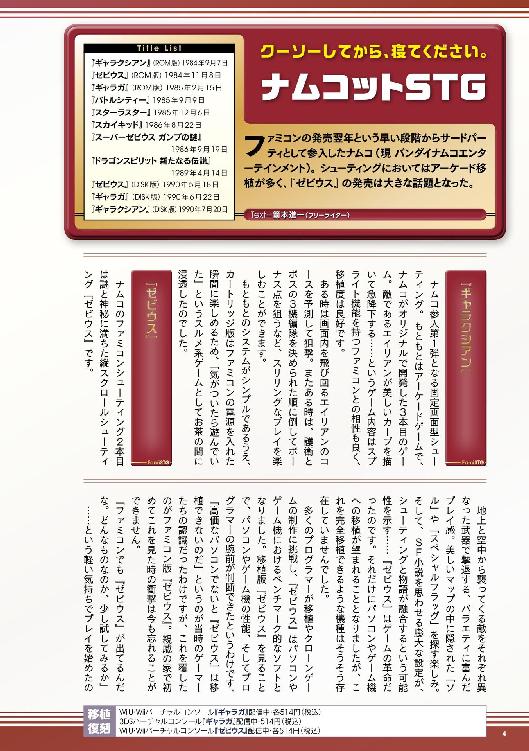 Title List
『ギャラクシアン』(ROM版) 1984年9月7日
『ゼビウス』(ROM版) 1984年11月8日
『ギャラガ』(ROM版) 1985年2月15日
『バトルシティー』1985年9月9日
『スターラスター』1985年12月6日
『スカイキッド』1986年8月22日
『スーパーゼビウス ガンプの謎』
1986年9月19日
『ドラゴンスピリット 新たなる伝説』
1989年4月14日
『ゼビウス』(DISK版) 1990年5月18日
『ギャラガ』(DISK版) 1990年6月22日
『ギャラクシアン』(DISK版) 1990年7月20日
クーソーしてから、寝てください。
ナムコットSTG
ファミコンの発売翌年という早い段階からサードパー
ティとして参入したナムコ（現 バンダイナムコエンタ
ーテインメント）。シューティングにおいてはアーケード移
植が多く、『ゼビウス』の発売は大きな話題となった。
Text= 本進一（フリーライター）
『ギャラクシアン』
ナムコ参入第一弾となる固定画面型シュー
ティング。もともとはアーケードゲームで、
ナムコがオリジナルで開発した3本目のゲー
ム。敵であるエイリアンが美しいカーブを描
いて急降下する……というゲーム内容はスプ
ライト機能を持つファミコンとの相性も良く、
移植度は良好です。
ある時は画面内を飛び回るエイリアンのコ
ースを予測して狙撃。またある時は、護衛と
ボスの3機編隊を決められた順に倒してボー
ナス点を狙うなど、スリリングなプレイを楽
しむことができます。
もともとのシステムがシンプルであるうえ、
カートリッジ版はファミコンの電源を入れた
瞬間に楽しめるため、「気がついたら遊んでい
た」というスルメ系ゲームとしてお茶の間に
浸透したのでした。
『ゼビウス』
ナムコのファミコンシューティング2本目
は謎と神秘に満ちた縦スクロールシューティ
ング『ゼビウス』です。
地上と空中から襲ってくる敵をそれぞれ異
なった武器で撃退する、バラエティに富んだ
プレイ感。美しいマップの中に隠された「ソ
ル」や「スペシャルフラッグ」を探す楽しみ。
そして、SF小説を思わせる壮大な設定が、
シューティングと物語が融合するという可能
性を示す……『ゼビウス』はゲームの革命だ
ったのです。それだけにパソコンやゲーム機
への移植が望まれることとなりましたが、こ
れを完全移植できるような機種はそうそう存
在していませんでした。
多くのプログラマーが移植やクローンゲー
ムの制作に挑戦し、『ゼビウス』はパソコンや
ゲーム機におけるベンチマーク的なソフトと
なりました。移植版『ゼビウス』を見ること
で、パソコンやゲーム機の性能、そしてプロ
グラマーの腕前が判断できたというわけです。
「高価なパソコンでないと『ゼビウス』は移
植できないのだ」というのが当時のゲーマー
たちの認識だったわけですが、これを覆した
のがファミコン版『ゼビウス』。親戚の家で初
めてこれを見た時の衝撃は今も忘れることが
できません。
「ファミコンでも『ゼビウス』が出てるんだ
な。どんなものなのか、少し試してみるか」
……という軽い気持ちでプレイを始めたの
移植
復刻
WiU・Wiiバーチャルコンソール『ギャラガ』配信中・各514円（税込）
3DSバーチャルコンソール『ギャラガ』配信中・514円（税込）
WiU・Wiiバーチャルコンソール『ゼビウス』配信中・各514円（税込）
4